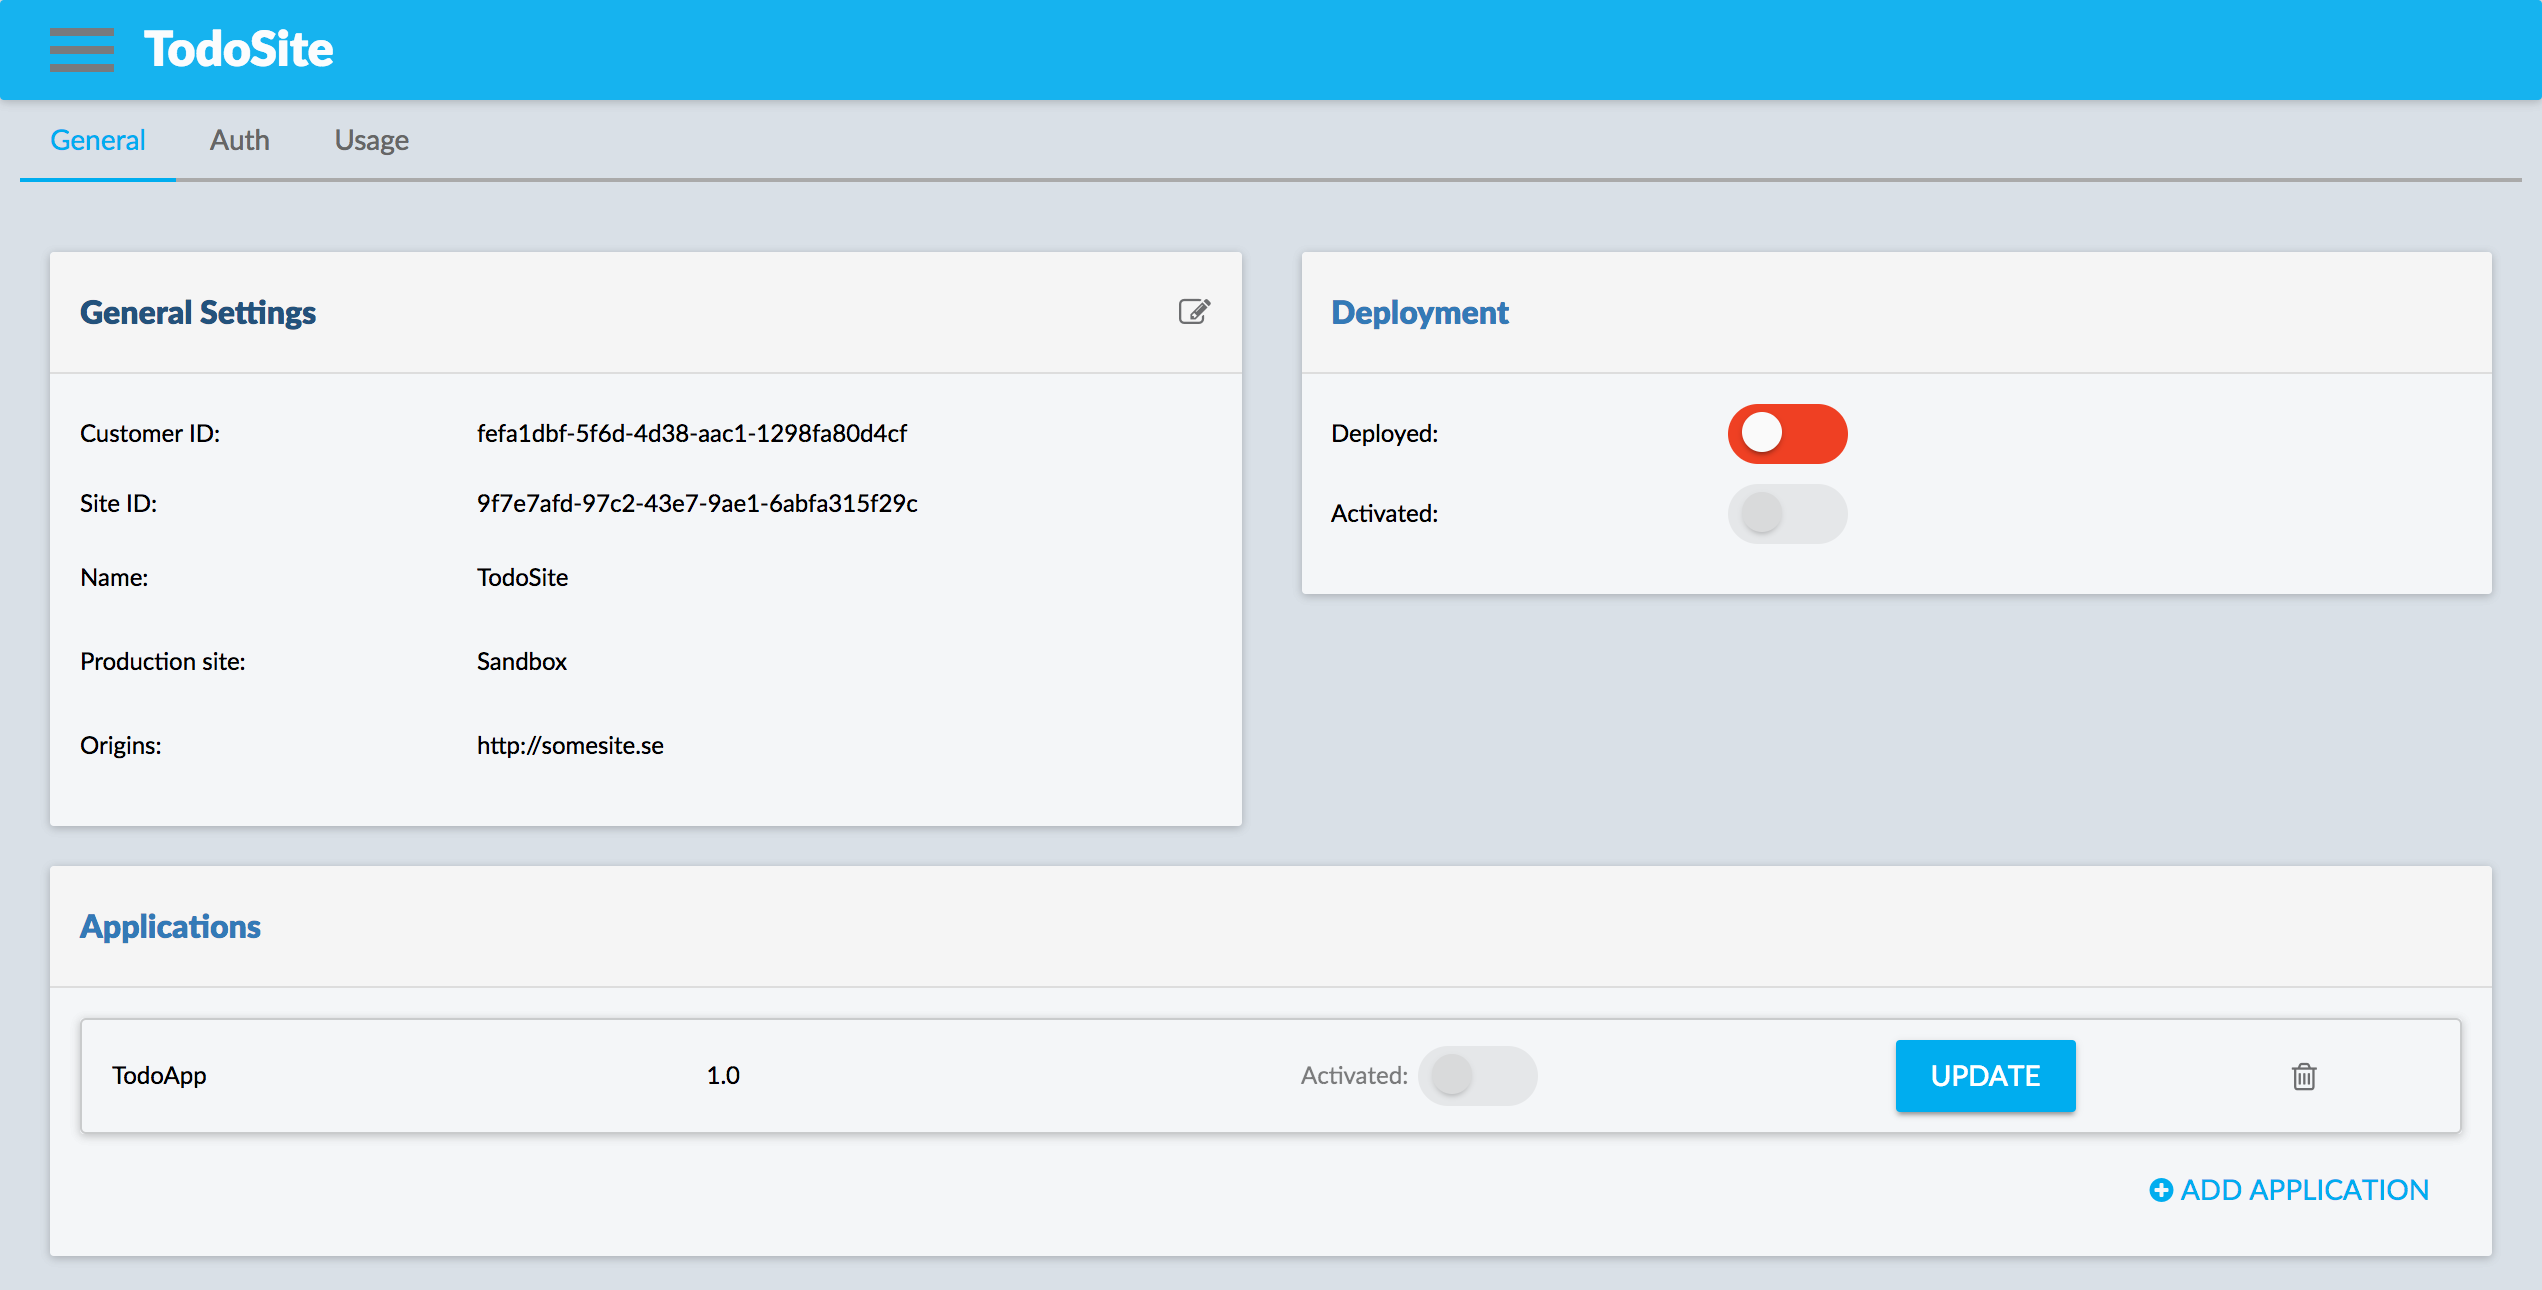 TodoSite
General Auth Usage
General Settings
Customer ID: fefa1dbf-5f6d-4d38-aac1-1298fa80d4cf
Site ID: 9f7e7afd-97c2-43e7-9ae1-6abfa315f29c
Name: TodoSite
Production site: Sandbox
Origins: http://somesite.se
Deployment
Deployed:
Activated:
Applications
TodoApp 1.0 Activated: UPDATE
ADD APPLICATION